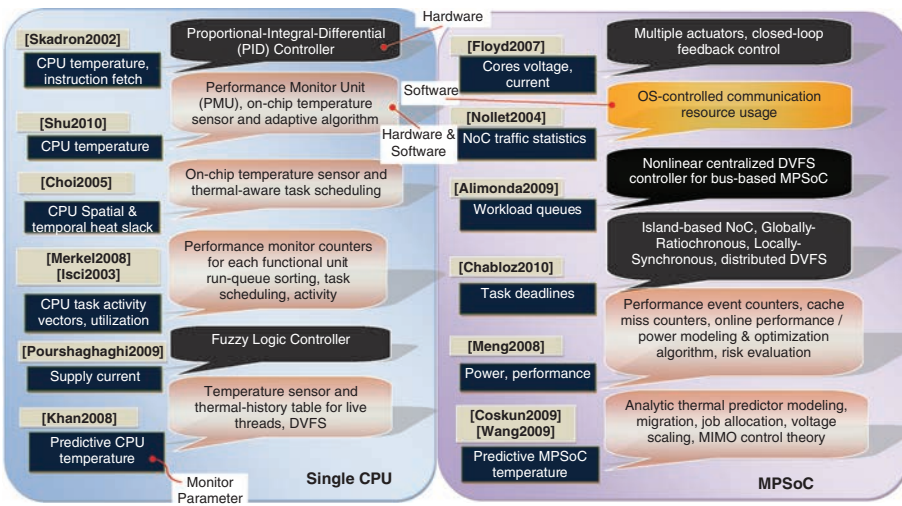 Hardware
[Skadron2002]
CPU temperature,
instruction fetch
Proportional-Integral-Differential
(PID) Controller
Performance Monitor Unit
(PMU), on-chip temperature
sensor and adaptive algorithm
[Shu2010]
CPU temperature
Software
Hardware &
Software
[Choi2005]
CPU Spatial &
temporal heat slack
On-chip temperature sensor and
thermal-aware task scheduling
[Merkel2008]
[Isci2003]
CPU task activity
vectors, utilization
Performance monitor counters
for each functional unit
run-queue sorting, task
scheduling, activity
[Pourshaghaghi2009]
Supply current
Fuzzy Logic Controller
[Khan2008]
Predictive CPU
temperature
Temperature sensor and
thermal-history table for live
threads, DVFS
Monitor
Parameter
Single CPU
[Floyd2007]
Cores voltage,
current
Multiple actuators, closed-loop
feedback control
[Nollet2004]
NoC traffic statistics
OS-controlled communication
resource usage
[Alimonda2009]
Workload queues
Nonlinear centralized DVFS
controller for bus-based MPSoC
[Chabloz2010]
Task deadlines
Island-based NoC, Globally-
Ratiochronous, Locally-
Synchronous, distributed DVFS
[Meng2008]
Power, performance
Performance event counters, cache
miss counters, online performance /
power modeling & optimization
algorithm, risk evaluation
[Coskun2009]
[Wang2009]
Predictive MPSoC
temperature
Analytic thermal predictor modeling,
migration, job allocation, voltage
scaling, MIMO control theory
MPSoC